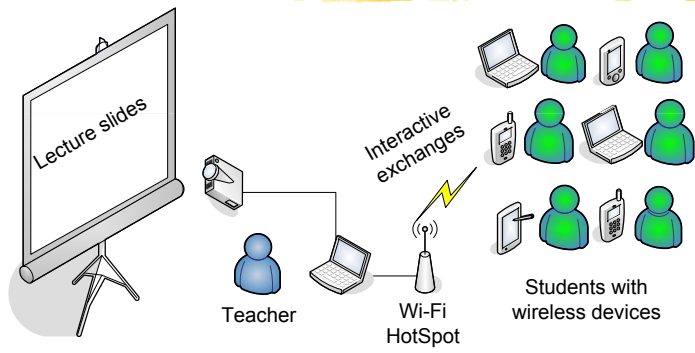 Lecture slides
Interactive
exchanges
Teacher
Wi-Fi
HotSpot
Students with
wireless devices